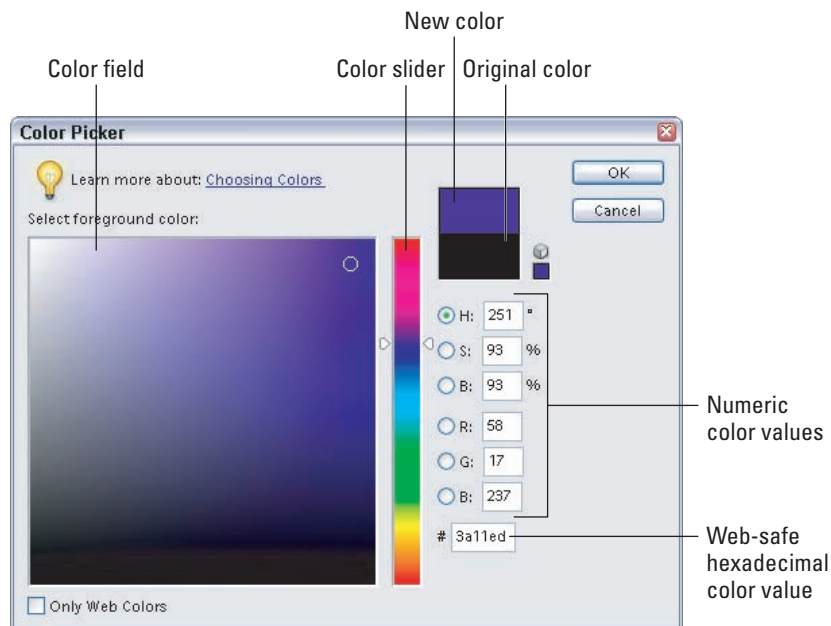 New color
Color field
Color slider
Original color
Color Picker
Learn more about: Choosing Colors
OK
Cancel
Select foreground color:
H: 251 °
S: 93 %
B: 93 %
R: 58
G: 17
B: 237
Numeric
color values
# 3a11ed
Web-safe
hexadecimal
color value
Only Web Colors